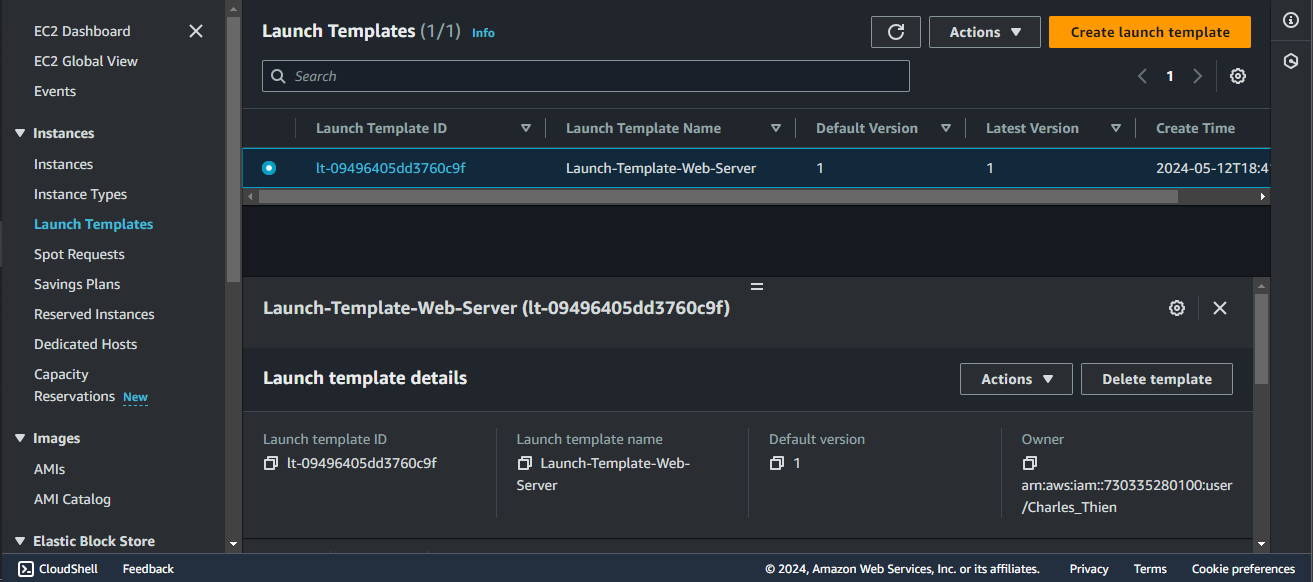 EC2 Dashboard
EC2 Global View
Events
Instances
Instances
Instance Types
Launch Templates
Spot Requests
Savings Plans
Reserved Instances
Dedicated Hosts
Capacity
Reservations New
Images
AMIs
AMI Catalog
Elastic Block Store
Launch Templates (1/1) Info
Actions
Create launch template
Search
1
Launch Template ID Launch Template Name Default Version Latest Version Create Time
lt-09496405dd3760c9f Launch-Template-Web-Server 1 1 2024-05-12T18:4
Launch-Template-Web-Server (lt-09496405dd3760c9f)
Launch template details
Actions
Delete template
Launch template ID
lt-09496405dd3760c9f
Launch template name
Launch-Template-Web-
Server
Default version
1
Owner
arn:aws:iam::730335280100:user
/Charles_Thien
CloudShell Feedback © 2024, Amazon Web Services, Inc. or its affiliates. Privacy Terms Cookie preferences